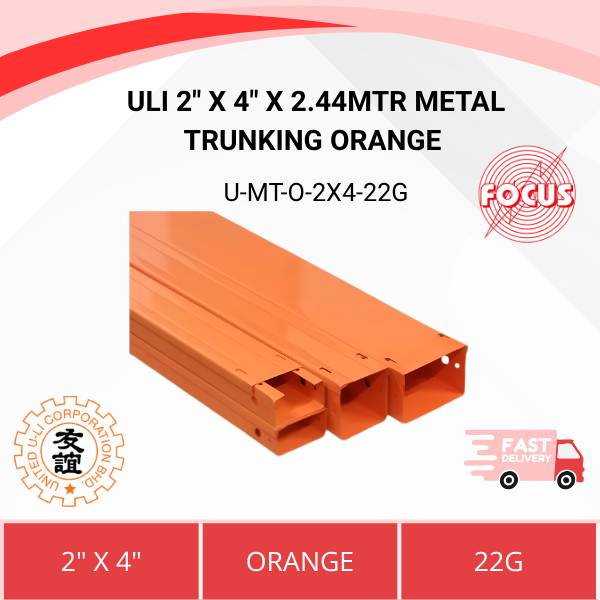 ULI 2" X 4" X 2.44MTR METAL
TRUNKING ORANGE
U-MT-O-2X4-22G
FOCUS
UNITED U-LI CORPORATION BHD.
友
誼
FAST
DELIVERY
2" X 4"
ORANGE
22G